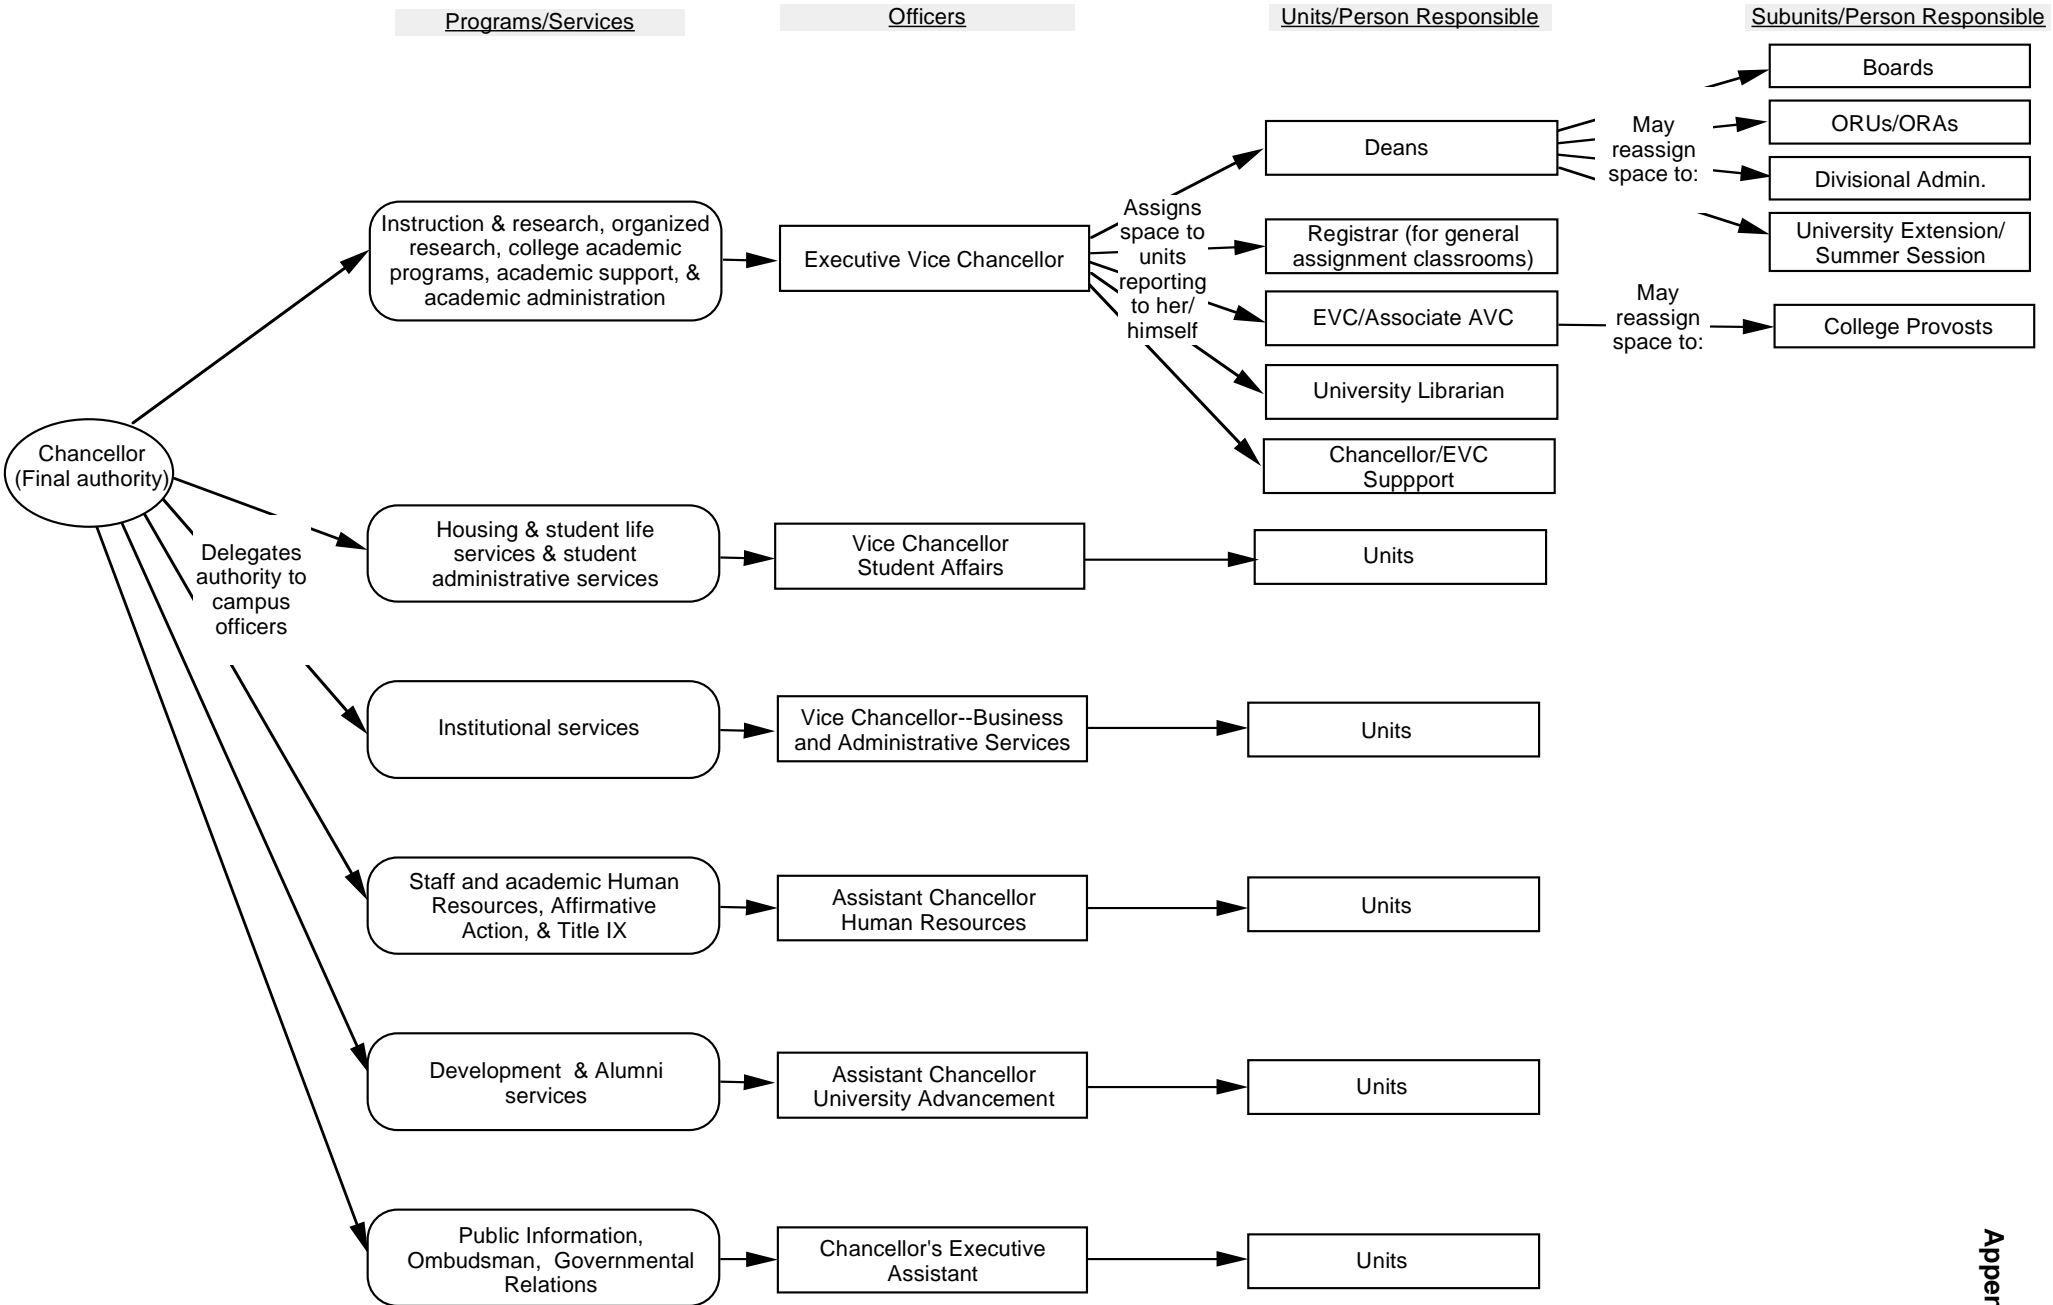 Programs/Services
Officers
Units/Person Responsible
Subunits/Person Responsible
Chancellor
(Final authority)
Delegates
authority to
campus
officers
Instruction & research, organized
research, college academic
programs, academic support, &
academic administration
Executive Vice Chancellor
Assigns
space to
units
reporting
to her/
himself
Deans
May
reassign
space to:
Boards
ORUs/ORAs
Divisional Admin.
University Extension/
Summer Session
Registrar (for general
assignment classrooms)
EVC/Associate AVC
May
reassign
space to:
College Provosts
University Librarian
Chancellor/EVC
Suppport
Housing & student life
services & student
administrative services
Vice Chancellor
Student Affairs
Units
Institutional services
Vice Chancellor--Business
and Administrative Services
Units
Staff and academic Human
Resources, Affirmative
Action, & Title IX
Assistant Chancellor
Human Resources
Units
Development & Alumni
services
Assistant Chancellor
University Advancement
Units
Public Information,
Ombudsman, Governmental
Relations
Chancellor's Executive
Assistant
Units